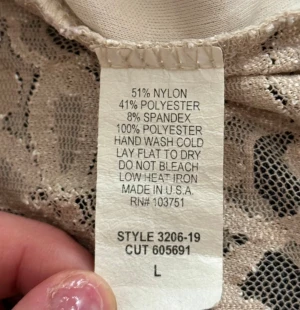 51% NYLON
41% POLYESTER
8% SPANDEX
100% POLYESTER
HAND WASH COLD
LAY FLAT TO DRY
DO NOT BLEACH
LOW HEAT IRON
MADE IN U.S.A.
RN# 103751
STYLE 3206-19
CUT 605691
L